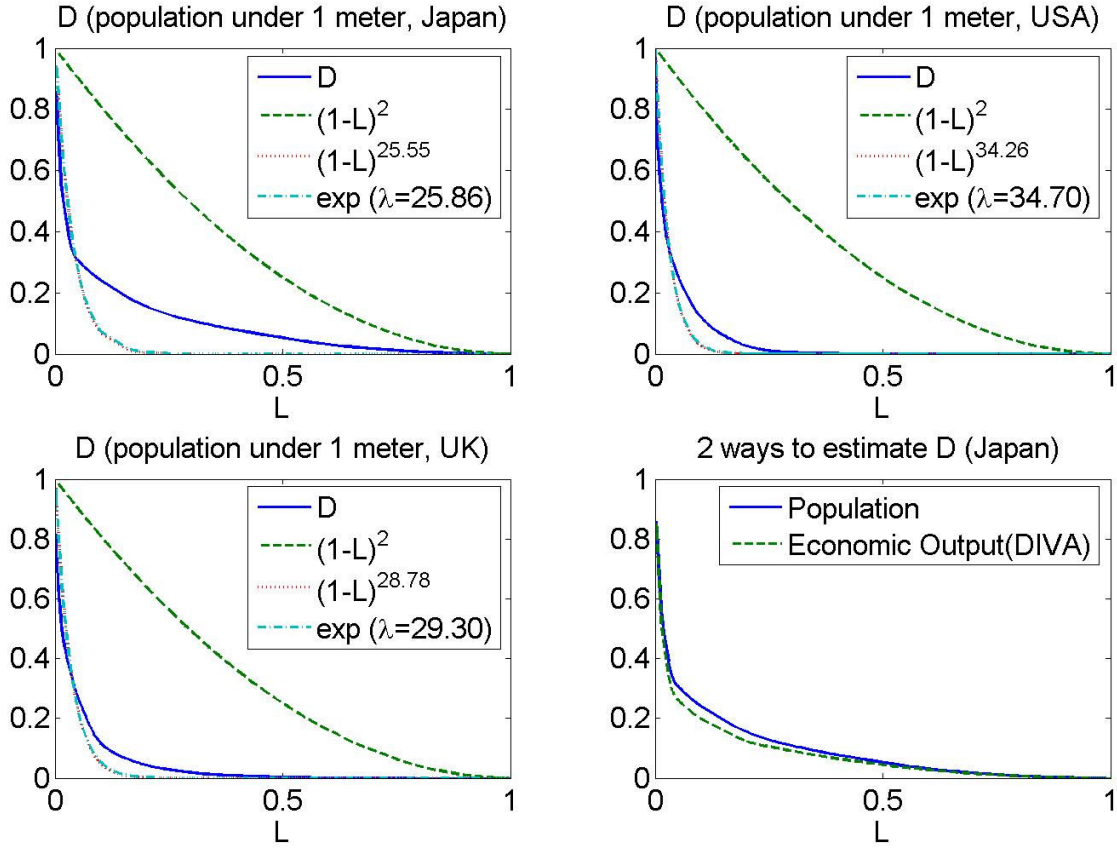 D (population under 1 meter, Japan)
1
0.8
0.6
0.4
0.2
0
0
0.5
1
L
D
(1-L)^2
(1-L)^25.55
exp (λ=25.86)
D (population under 1 meter, USA)
1
0.8
0.6
0.4
0.2
0
0
0.5
1
L
D
(1-L)^2
(1-L)^34.26
exp (λ=34.70)
D (population under 1 meter, UK)
1
0.8
0.6
0.4
0.2
0
0
0.5
1
L
D
(1-L)^2
(1-L)^28.78
exp (λ=29.30)
2 ways to estimate D (Japan)
1
0.8
0.6
0.4
0.2
0
0
0.5
1
L
Population
Economic Output(DIVA)